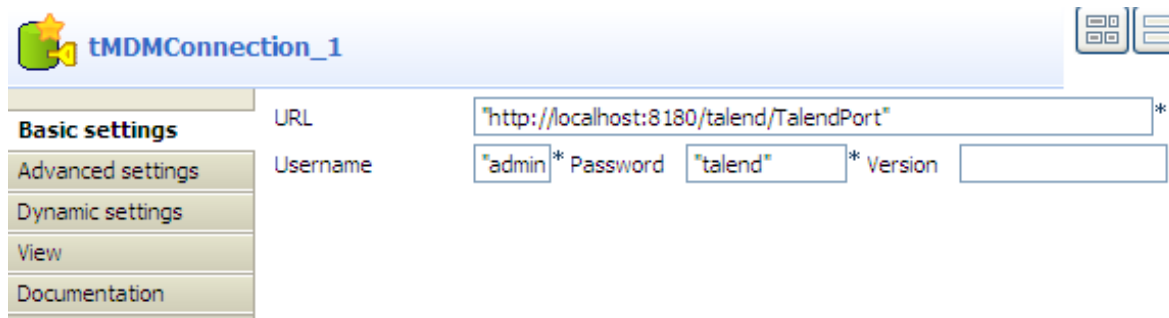 tMDMConnection_1
Basic settings
URL "http://localhost:8180/talend/TalendPort" *
Advanced settings
Username "admin * Password "talend" * Version
Dynamic settings
View
Documentation